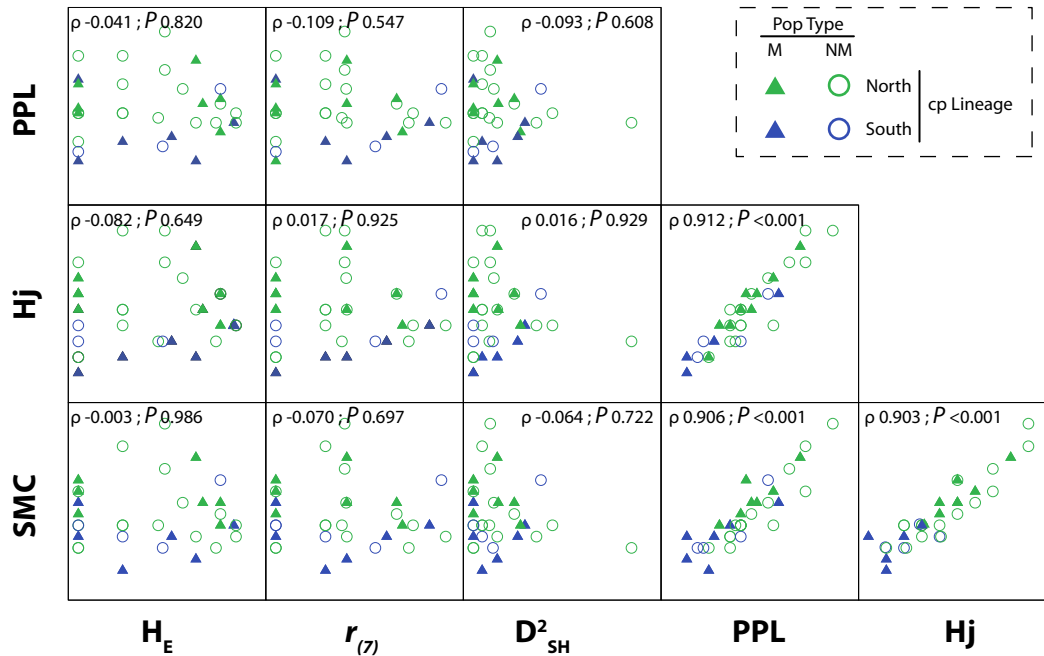 ρ -0.041 ; P 0.820
ρ -0.109 ; P 0.547
ρ -0.093 ; P 0.608
Pop Type
M NM
North
South
cp Lineage
PPL
ρ -0.082 ; P 0.649
ρ 0.017 ; P 0.925
ρ 0.016 ; P 0.929
ρ 0.912 ; P <0.001
Hj
ρ -0.003 ; P 0.986
ρ -0.070 ; P 0.697
ρ -0.064 ; P 0.722
ρ 0.906 ; P <0.001
ρ 0.903 ; P <0.001
SMC
H_E r_(7) D²_SH PPL Hj